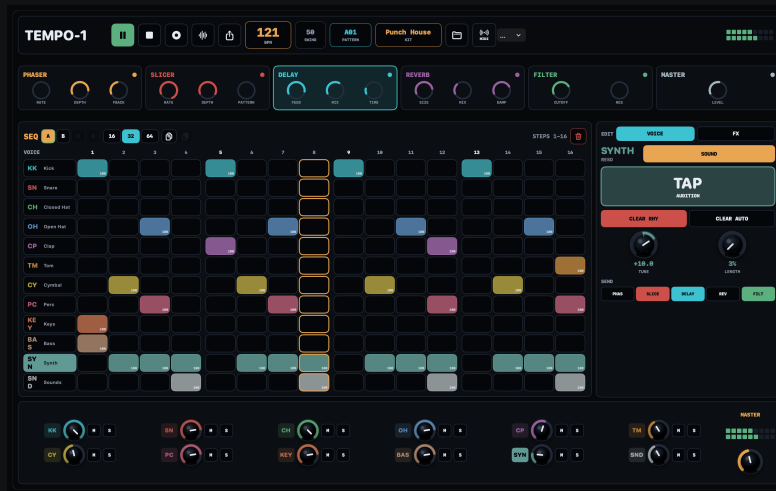 TEMPO-1
121
BPM
50
SWING
A01
PATTERN
Punch House
KIT
MIDI
...
PHASER
RATE DEPTH PHASE
SLICER
RATE DEPTH PATTERN
DELAY
FEED MIX TIME
REVERB
SIZE MIX DAMP
FILTER
CUTOFF RES
MASTER
LEVEL
SEQ A B 16 32 64 STEPS 1-16
VOICE 1 2 3 4 5 6 7 8 9 10 11 12 13 14 15 16
KK Kick
SN Snare
CH Closed Hat
OH Open Hat
CP Clap
TM Tom
CY Cymbal
PC Perc
KEY Keys
BAS Bass
SYN Synth
SND Sounds
EDIT VOICE FX
SYNTH SOUND
TAP
AUDITION
CLEAR RHY CLEAR AUTO
+10.0 3%
TUNE LENGTH
SEND
PHAS SLICE DELAY REV FILT
KK M S SN M S CH M S OH M S CP M S TM M S
CY M S PC M S KEY M S BAS M S SYN M S SND M S
MASTER